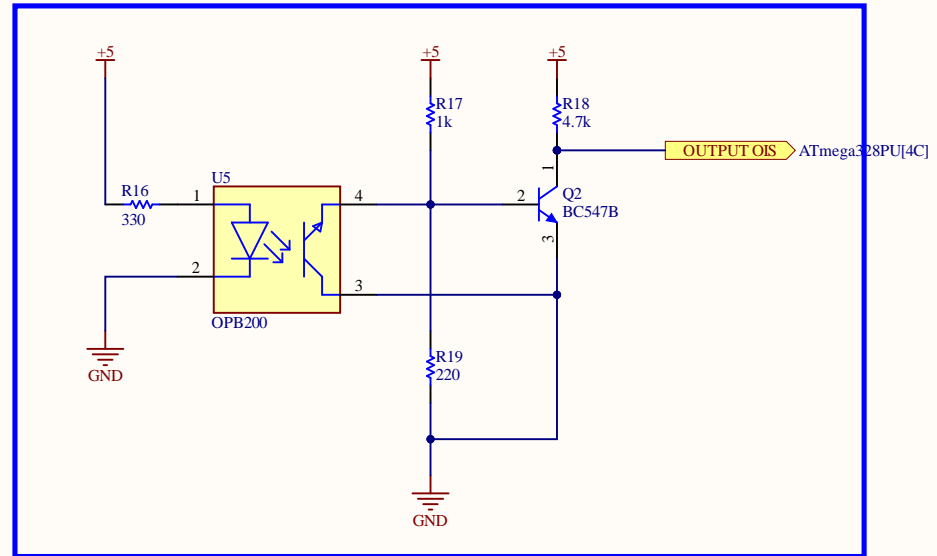 +5
+5
+5
R17
1k
R18
4.7k
OUTPUT OIS
ATmega328PU[4C]
1
U5
R16
330
1
4
2
Q2
BC547B
3
2
3
OPB200
GND
R19
220
GND